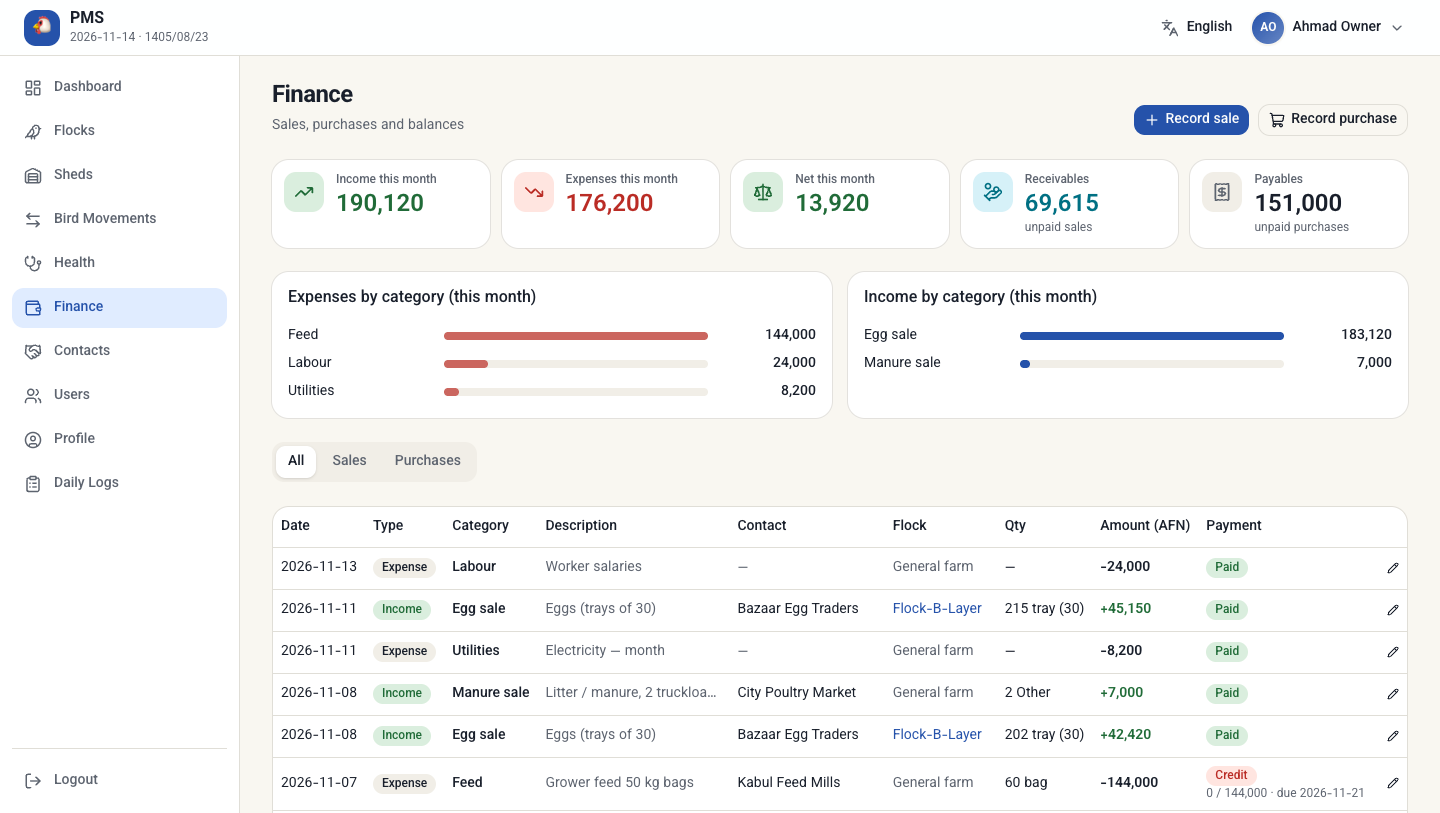 PMS
2026-11-14 · 1405/08/23
English
AO
Ahmad Owner
Dashboard
Flocks
Sheds
Bird Movements
Health
Finance
Contacts
Users
Profile
Daily Logs
Logout
Finance
Sales, purchases and balances
Record sale
Record purchase
Income this month
190,120
Expenses this month
176,200
Net this month
13,920
Receivables
69,615
unpaid sales
Payables
151,000
unpaid purchases
Expenses by category (this month)
Feed 144,000
Labour 24,000
Utilities 8,200
Income by category (this month)
Egg sale 183,120
Manure sale 7,000
All Sales Purchases
Date Type Category Description Contact Flock Qty Amount (AFN) Payment
2026-11-13 Expense Labour Worker salaries — General farm — -24,000 Paid
2026-11-11 Income Egg sale Eggs (trays of 30) Bazaar Egg Traders Flock-B-Layer 215 tray (30) +45,150 Paid
2026-11-11 Expense Utilities Electricity — month — General farm — -8,200 Paid
2026-11-08 Income Manure sale Litter / manure, 2 truckloa... City Poultry Market General farm 2 Other +7,000 Paid
2026-11-08 Income Egg sale Eggs (trays of 30) Bazaar Egg Traders Flock-B-Layer 202 tray (30) +42,420 Paid
2026-11-07 Expense Feed Grower feed 50 kg bags Kabul Feed Mills General farm 60 bag -144,000 Credit
0 / 144,000 · due 2026-11-21